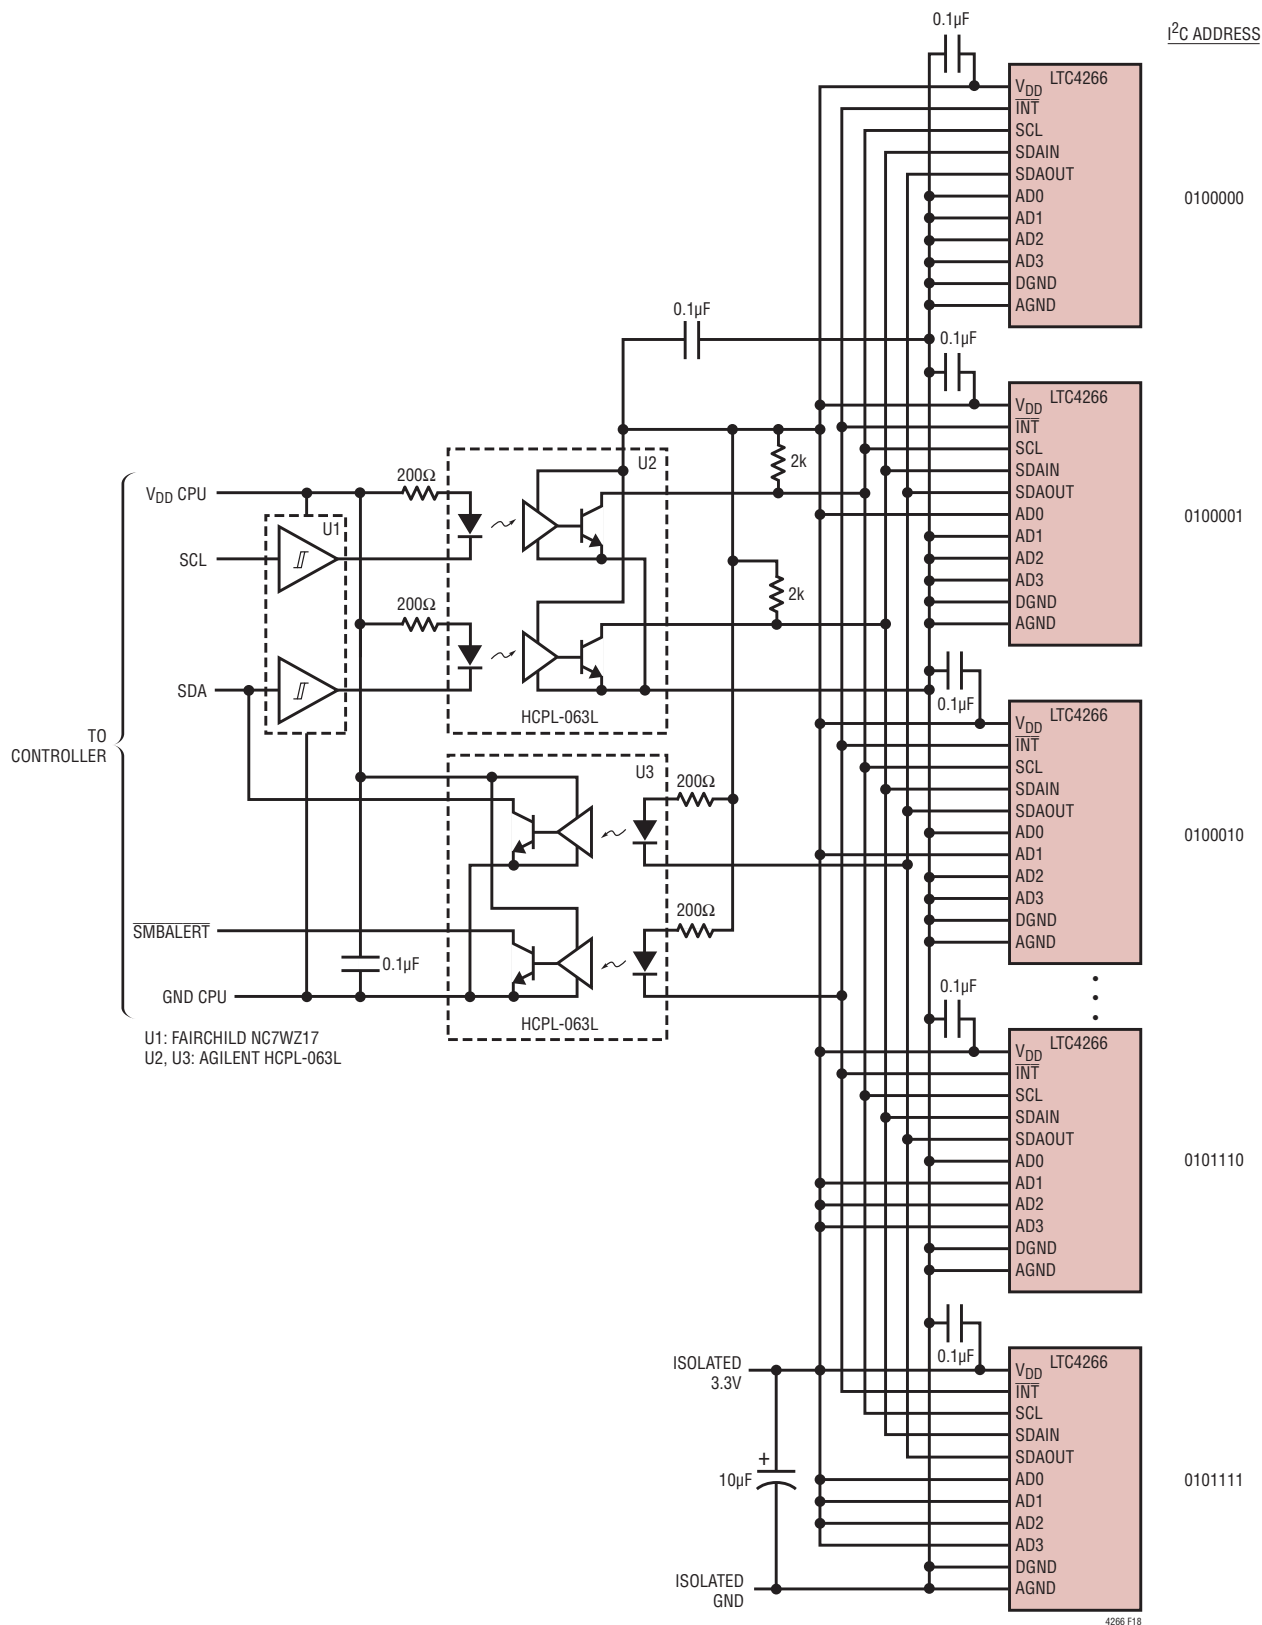 0.1µF
I²C ADDRESS
LTC4266
VDD
INT
SCL
SDAIN
SDAOUT
AD0
AD1
AD2
AD3
DGND
AGND
0100000
0.1µF
0.1µF
LTC4266
VDD
INT
SCL
SDAIN
SDAOUT
AD0
AD1
AD2
AD3
DGND
AGND
0100001
TO
CONTROLLER
VDD CPU
SCL
SDA
SMBALERT
GND CPU
U1
200Ω
200Ω
U2
HCPL-063L
2k
2k
U3
200Ω
200Ω
HCPL-063L
0.1µF
U1: FAIRCHILD NC7WZ17
U2, U3: AGILENT HCPL-063L
0.1µF
LTC4266
VDD
INT
SCL
SDAIN
SDAOUT
AD0
AD1
AD2
AD3
DGND
AGND
0100010
0.1µF
LTC4266
VDD
INT
SCL
SDAIN
SDAOUT
AD0
AD1
AD2
AD3
DGND
AGND
0101110
0.1µF
ISOLATED
3.3V
+
10µF
ISOLATED
GND
LTC4266
VDD
INT
SCL
SDAIN
SDAOUT
AD0
AD1
AD2
AD3
DGND
AGND
0101111
4266 F18